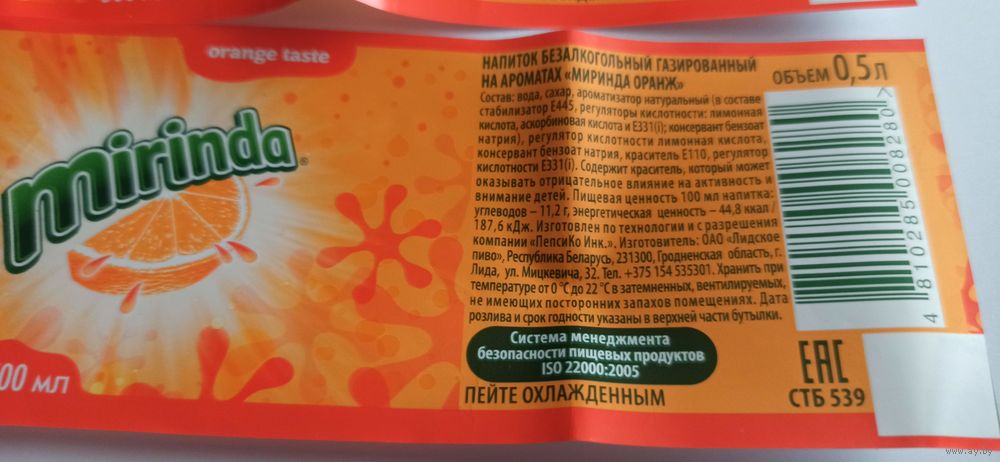 orange taste
mirinda®
00 мл
НАПИТОК БЕЗАЛКОГОЛЬНЫЙ ГАЗИРОВАННЫЙ
НА АРОМАТАХ «МИРИНДА ОРАНЖ»
Состав: вода, сахар, ароматизатор натуральный (в составе
стабилизатор Е445, регуляторы кислотности: лимонная
кислота, аскорбиновая кислота и Е331(i); консервант бензоат
натрия), регулятор кислотности лимонная кислота,
консервант бензоат натрия, краситель Е110, регулятор
кислотности Е331(i). Содержит краситель, который может
оказывать отрицательное влияние на активность и
внимание детей. Пищевая ценность 100 мл напитка:
углеводов – 11,2 г, энергетическая ценность – 44,8 ккал /
187,6 кДж. Изготовлен по технологии и с разрешения
компании «ПепсиКо Инк.». Изготовитель: ОАО «Лидское
пиво», Республика Беларусь, 231300, Гродненская область, г.
Лида, ул. Мицкевича, 32. Тел. +375 154 535301. Хранить при
температуре от 0 °С до 22 °С в затемненных, вентилируемых,
не имеющих посторонних запахов помещениях. Дата
розлива и срок годности указаны в верхней части бутылки.
Система менеджмента
безопасности пищевых продуктов
ISO 22000:2005
ПЕЙТЕ ОХЛАЖДЕННЫМ
ОБЪЕМ 0,5 л
4 810285 008280 >
ЕАС
СТБ 539
www.ay.by